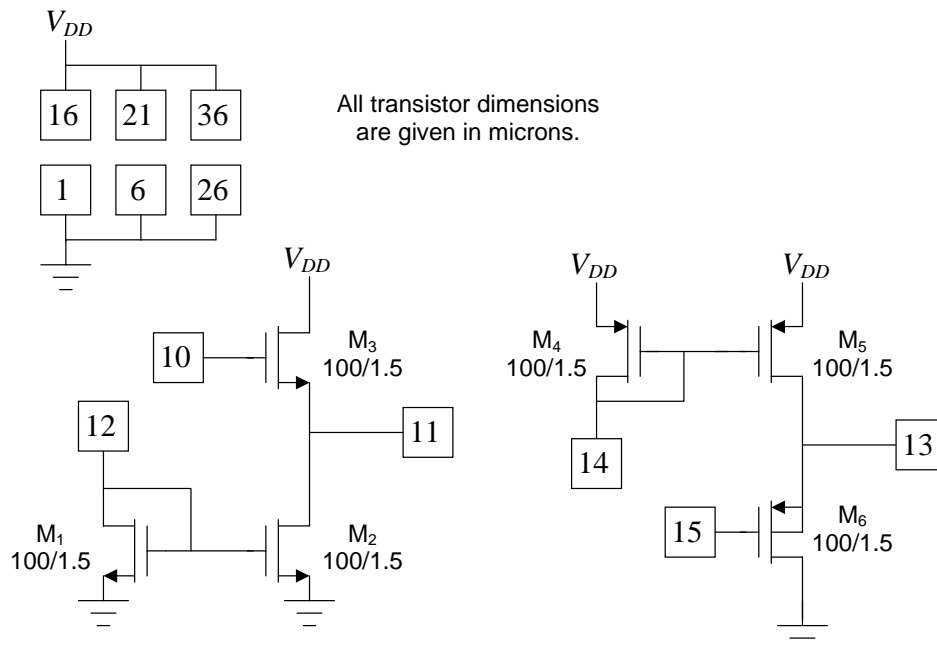 VDD
16 21 36
All transistor dimensions
are given in microns.
1 6 26
VDD
VDD
VDD
10
M3
100/1.5
M4
100/1.5
M5
100/1.5
12
11
14
13
M1
100/1.5
M2
100/1.5
15
M6
100/1.5